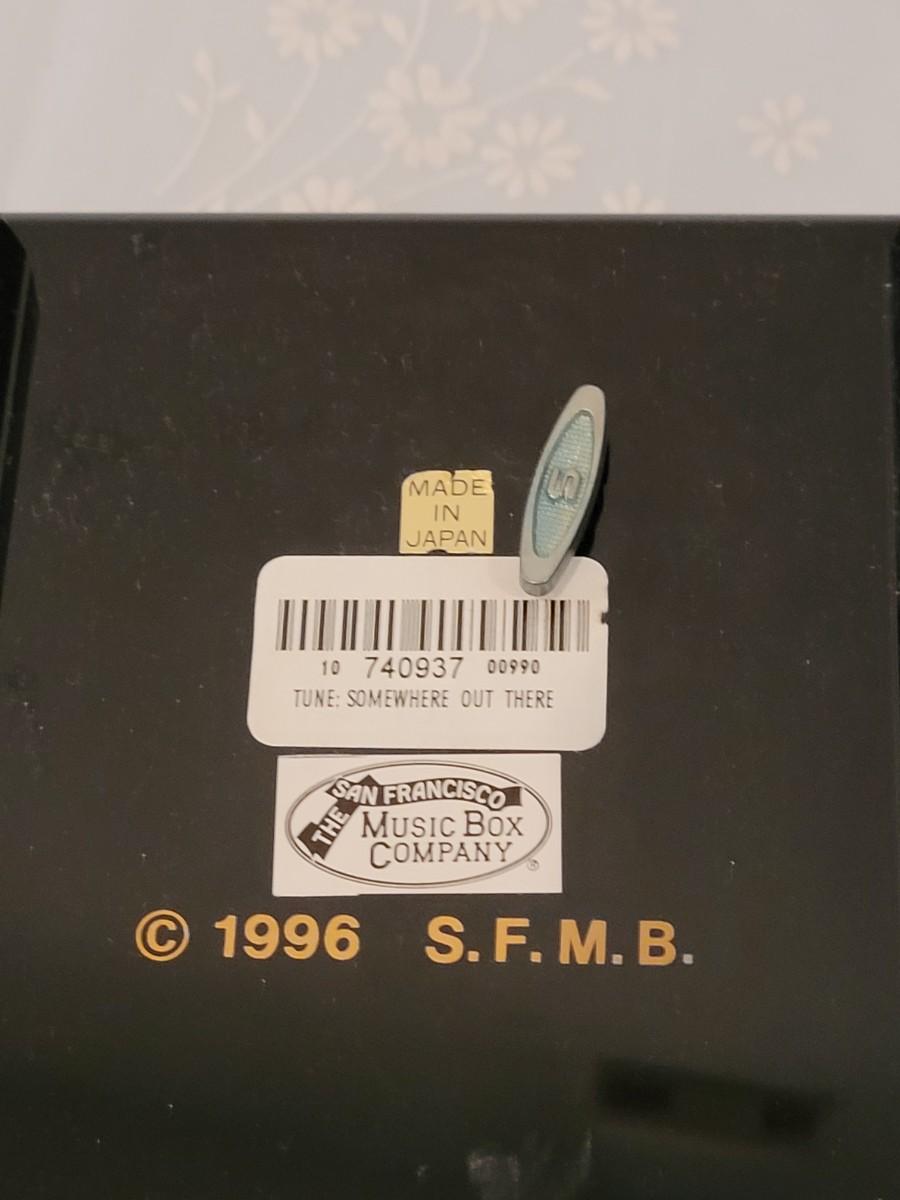 S
MADE
IN
JAPAN
10 740937 00990
TUNE: SOMEWHERE OUT THERE
THE SAN FRANCISCO
MUSIC BOX
COMPANY ®
© 1996 S.F.M.B.